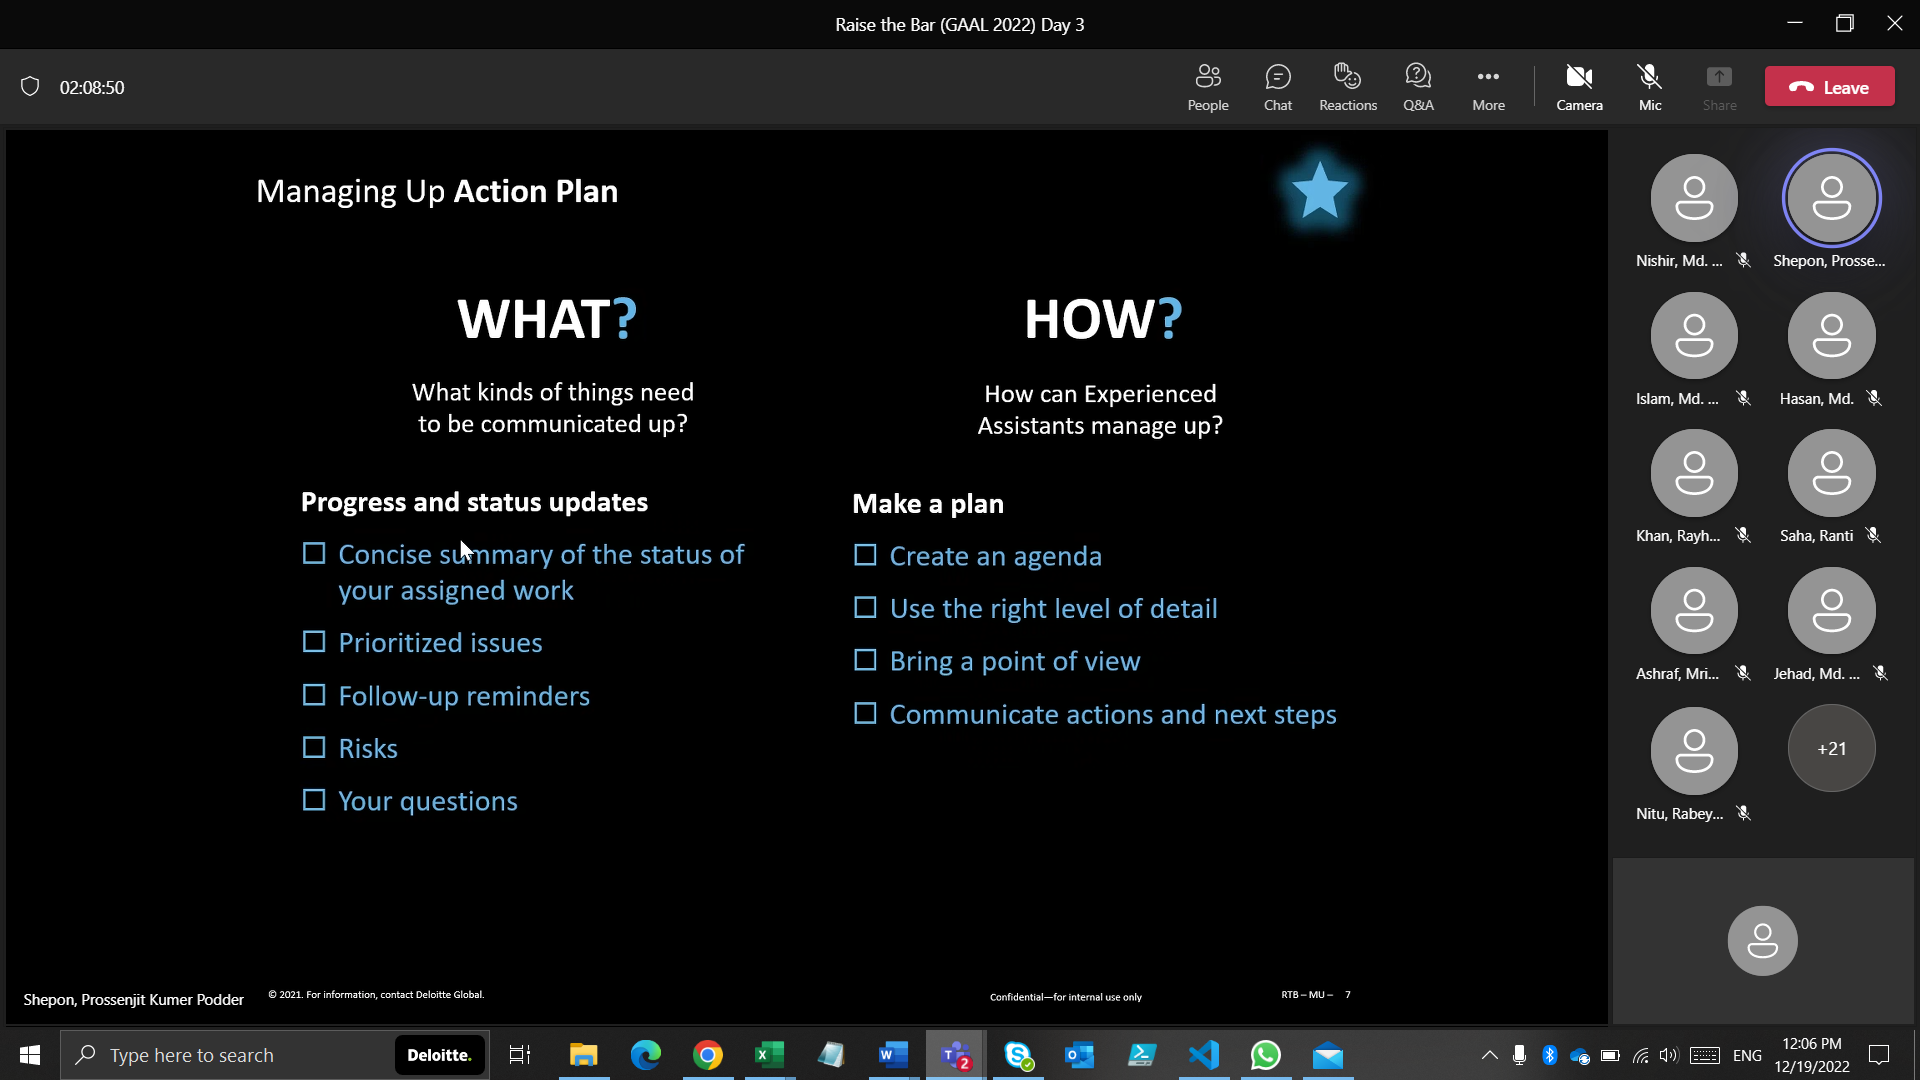 Raise the Bar (GAAL 2022) Day 3
02:08:50
People
Chat
Reactions
Q&A
More
Camera
Mic
Share
Leave
Managing Up Action Plan
WHAT?
What kinds of things need
to be communicated up?
Progress and status updates
Concise summary of the status of
your assigned work
Prioritized issues
Follow-up reminders
Risks
Your questions
HOW?
How can Experienced
Assistants manage up?
Make a plan
Create an agenda
Use the right level of detail
Bring a point of view
Communicate actions and next steps
Shepon, Prossenjit Kumer Podder
© 2021. For information, contact Deloitte Global.
Confidential—for internal use only
RTB – MU – 7
Nishir, Md. ...
Shepon, Prosse...
Islam, Md. ...
Hasan, Md.
Khan, Rayh...
Saha, Ranti
Ashraf, Mri...
Jehad, Md. ...
Nitu, Rabey...
+21
Type here to search
Deloitte.
2
ENG
12:06 PM
12/19/2022